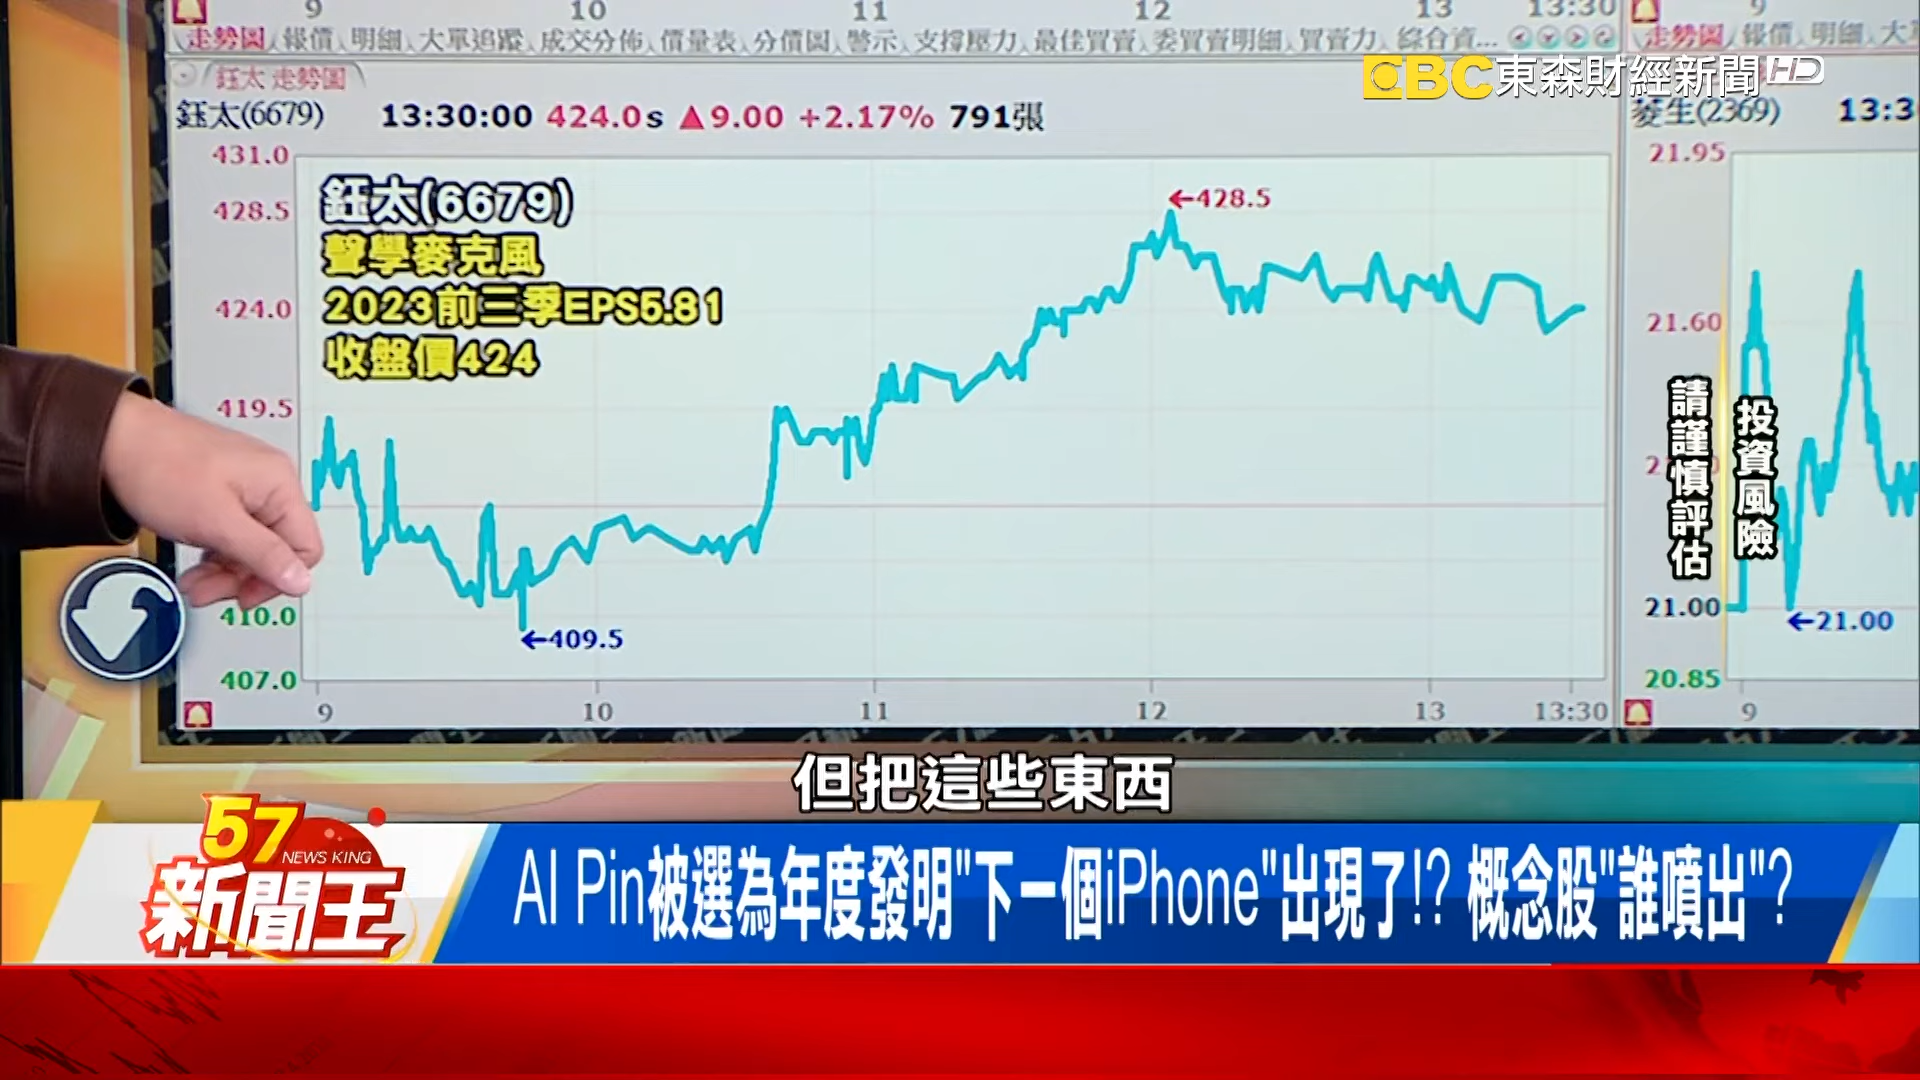 9 10 11 12 13 13:30 9
走勢圖 報價 明細 大單追蹤 成交分佈 價量表 分價圖 警示 支撐壓力 最佳買賣 委買賣明細 買賣力 綜合資... 走勢圖 報價 明細
EBC東森財經新聞HD
鈺太 走勢圖
鈺太(6679) 13:30:00 424.0s ▲9.00 +2.17% 791張
菱生(2369)
431.0
428.5
424.0
419.5
410.0
407.0
鈺太(6679)
聲學麥克風
2023前三季EPS5.81
收盤價424
←428.5
←409.5
9 10 11 12 13 13:30
21.95
21.60
21.00
20.85
←21.00
9
投資風險
請謹慎評估
但把這些東西
57
NEWS KING
新聞王
AI Pin被選為年度發明"下一個iPhone"出現了!? 概念股"誰噴出"?